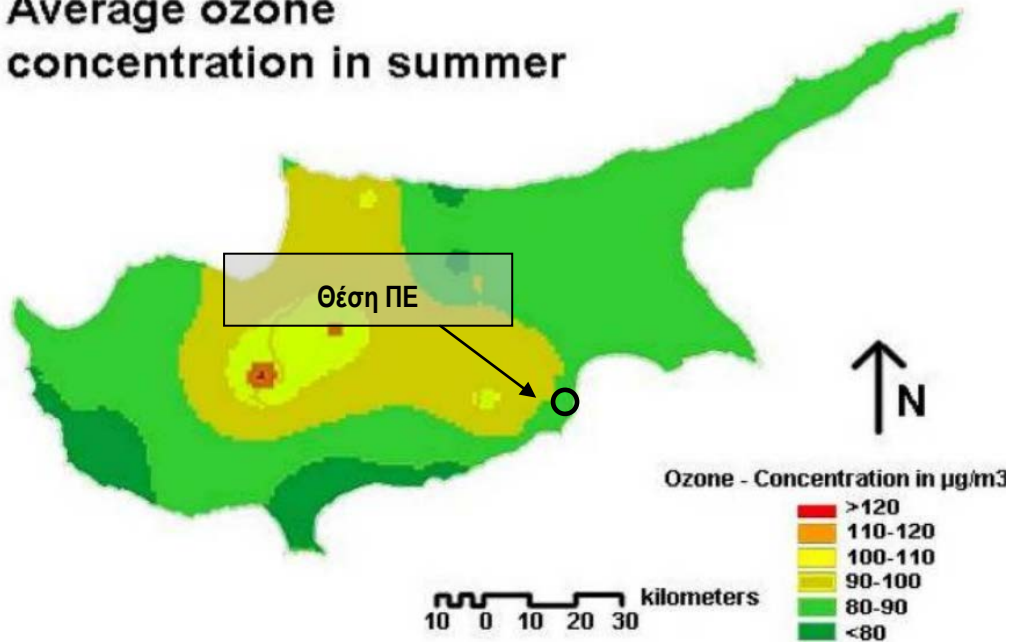 Average ozone
concentration in summer
Θέση ΠΕ
N
Ozone - Concentration in µg/m3
>120
110-120
100-110
90-100
80-90
<80
kilometers
10 0 10 20 30